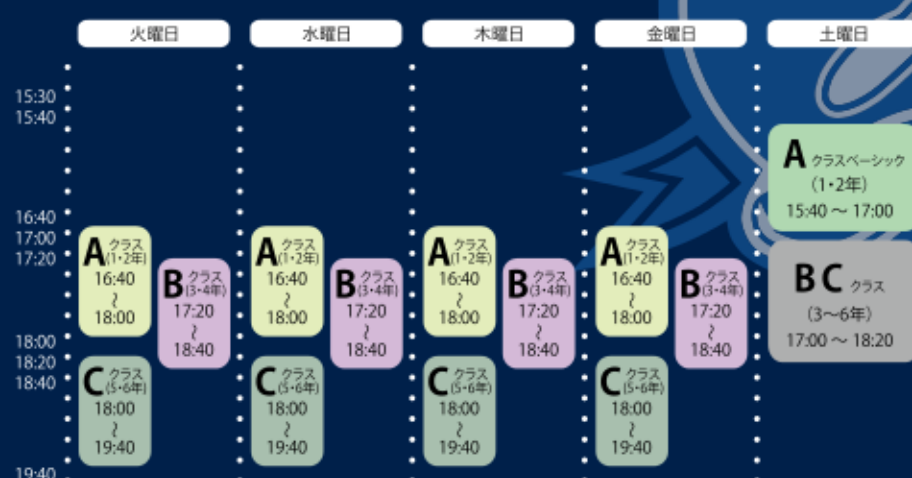 火曜日
水曜日
木曜日
金曜日
土曜日
15:30
15:40
16:40
17:00
17:20
18:00
18:20
18:40
19:40
A クラス
(1・2年)
16:40
〜
18:00
B クラス
(3・4年)
17:20
〜
18:40
C クラス
(5・6年)
18:00
〜
19:40
A クラス
(1・2年)
16:40
〜
18:00
B クラス
(3・4年)
17:20
〜
18:40
C クラス
(5・6年)
18:00
〜
19:40
A クラス
(1・2年)
16:40
〜
18:00
B クラス
(3・4年)
17:20
〜
18:40
C クラス
(5・6年)
18:00
〜
19:40
A クラス
(1・2年)
16:40
〜
18:00
B クラス
(3・4年)
17:20
〜
18:40
C クラス
(5・6年)
18:00
〜
19:40
A クラスベーシック
(1・2年)
15:40 〜 17:00
B C クラス
(3〜6年)
17:00 〜 18:20